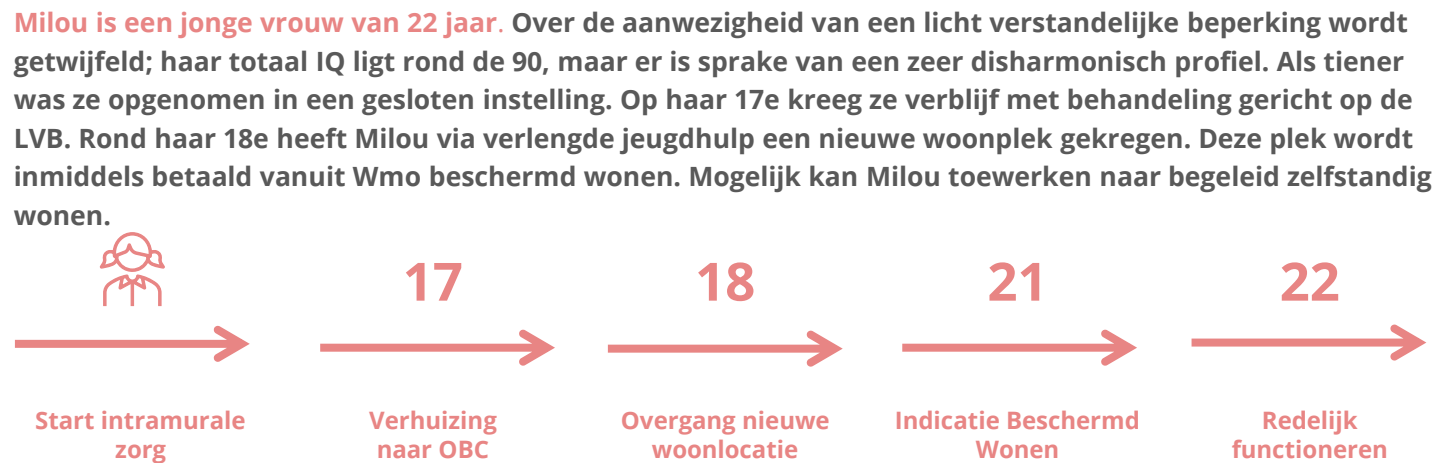 Milou is een jonge vrouw van 22 jaar. Over de aanwezigheid van een licht verstandelijke beperking wordt
getwijfeld; haar totaal IQ ligt rond de 90, maar er is sprake van een zeer disharmonisch profiel. Als tiener
was ze opgenomen in een gesloten instelling. Op haar 17e kreeg ze verblijf met behandeling gericht op de
LVB. Rond haar 18e heeft Milou via verlengde jeugdhulp een nieuwe woonplek gekregen. Deze plek wordt
inmiddels betaald vanuit Wmo beschermd wonen. Mogelijk kan Milou toewerken naar begeleid zelfstandig
wonen.
17 18 21 22
Start intramurale
zorg
Verhuizing
naar OBC
Overgang nieuwe
woonlocatie
Indicatie Beschermd
Wonen
Redelijk
functioneren